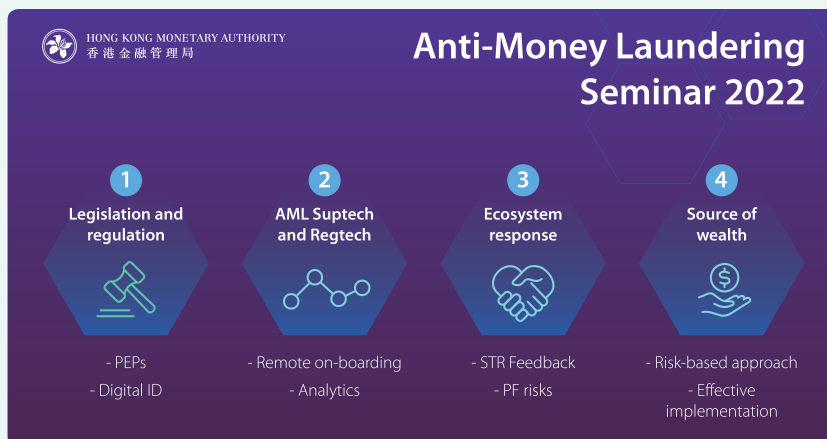 HONG KONG MONETARY AUTHORITY
香港金融管理局
Anti-Money Laundering
Seminar 2022
1
Legislation and
regulation
- PEPs
- Digital ID
2
AML Suptech
and Regtech
- Remote on-boarding
- Analytics
3
Ecosystem
response
- STR Feedback
- PF risks
4
Source of
wealth
$
- Risk-based approach
- Effective
implementation